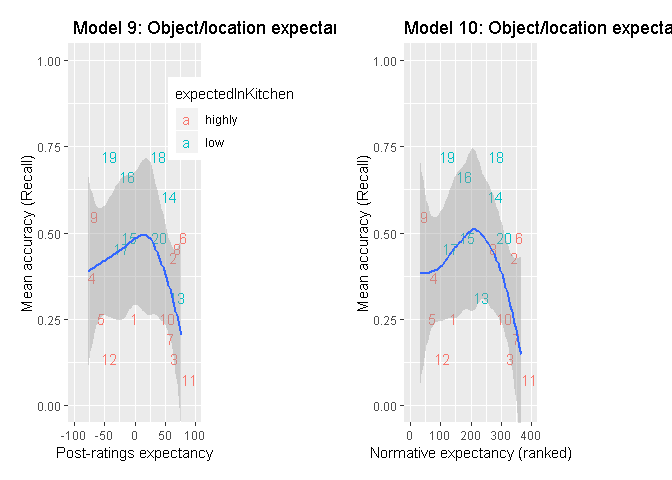 Model 9: Object/location expecta
Mean accuracy (Recall)
1.00
0.75
0.50
0.25
0.00
19 18
16
14
9
15 20 6
17 8
2
4
13
5 1 10
7
12 3
11
expectedInKitchen
a highly
a low
-100 -50 0 50 100
Post-ratings expectancy
Model 10: Object/location expecta
Mean accuracy (Recall)
1.00
0.75
0.50
0.25
0.00
19 18
16
14
9
15 20 6
17 8
2
4
13
5 1 10
7
12 3
11
0 100 200 300 400
Normative expectancy (ranked)